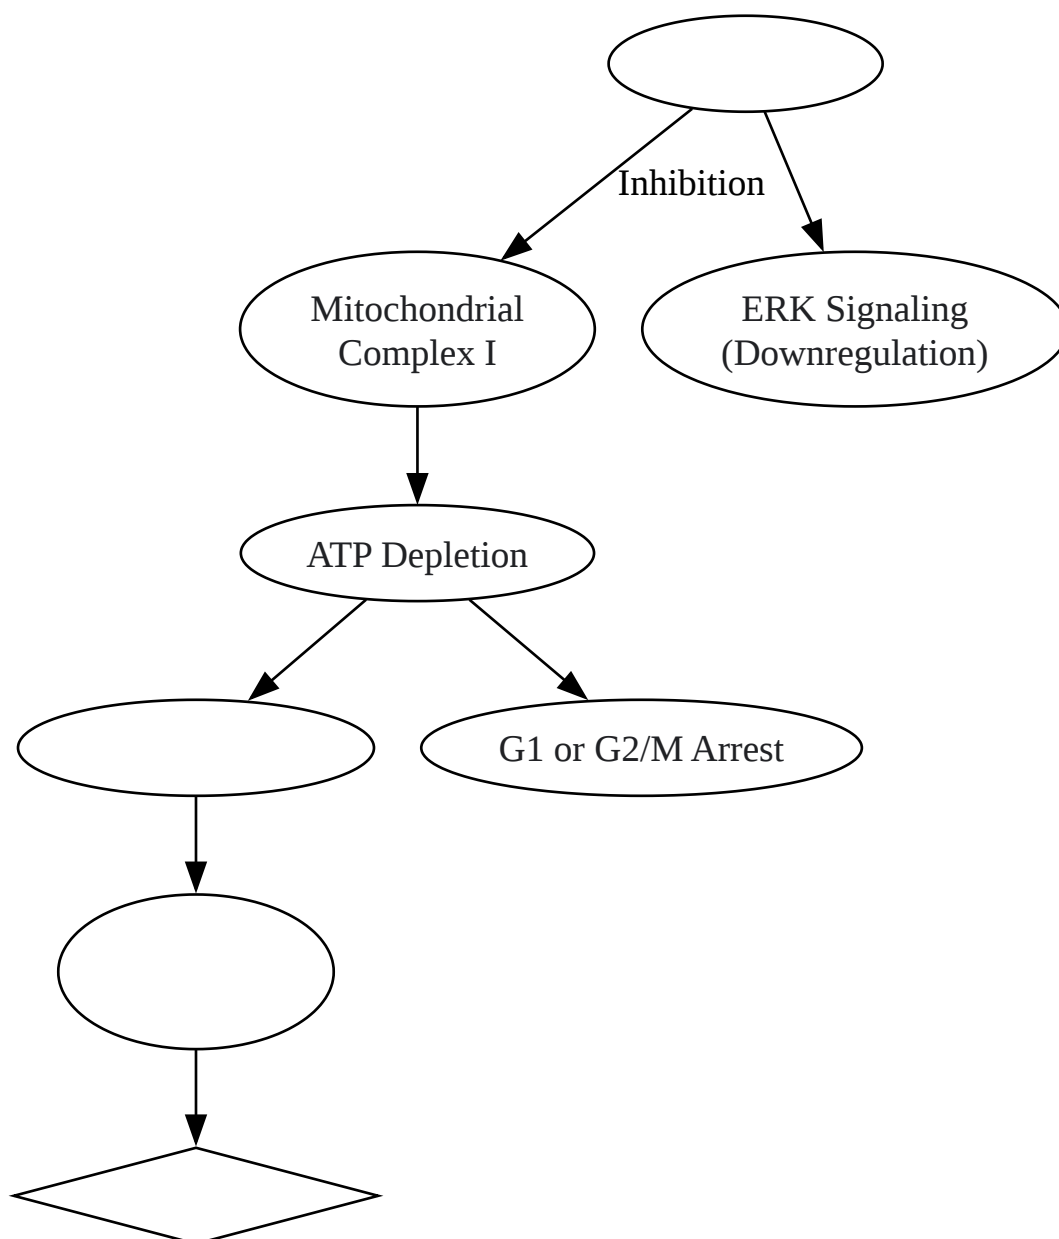 Inhibition
Mitochondrial
Complex I
ERK Signaling
(Downregulation)
ATP Depletion
G1 or G2/M Arrest